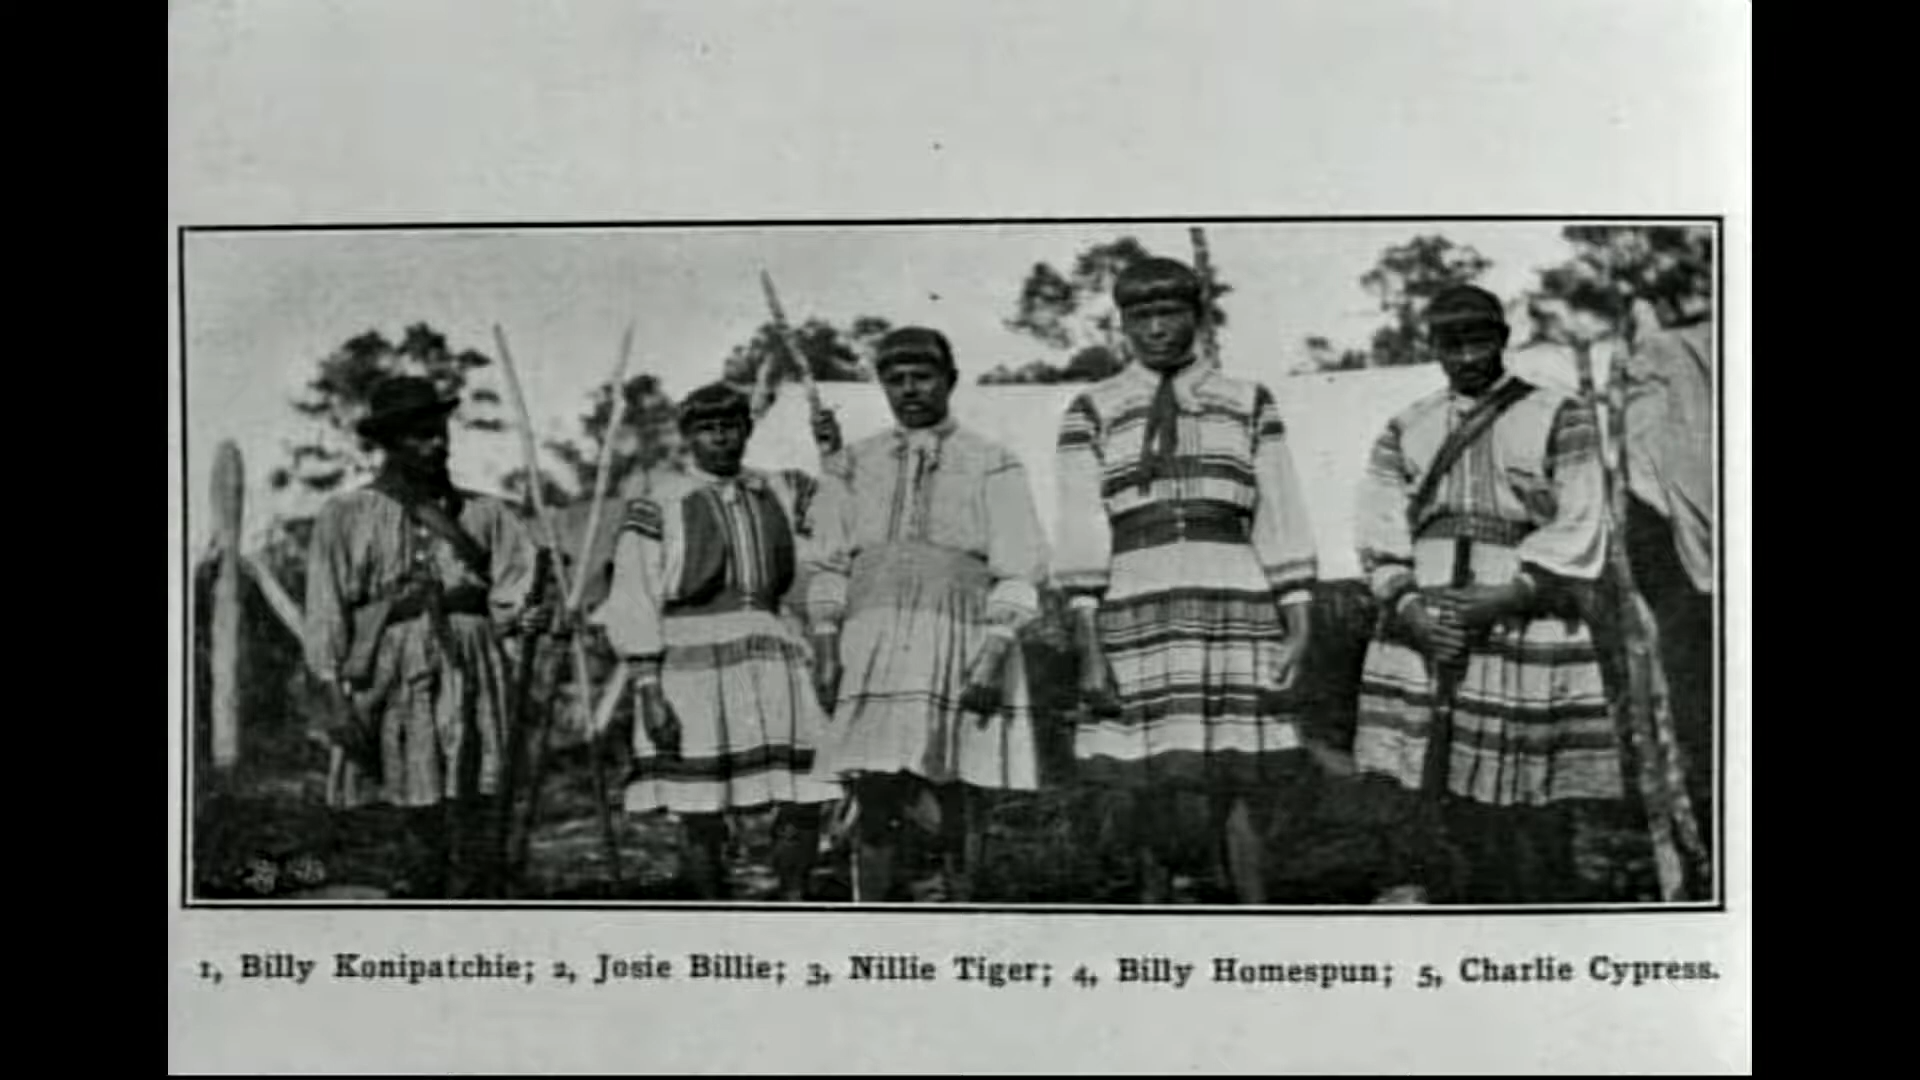 1, Billy Konipatchie; 2, Josie Billie; 3, Nillie Tiger; 4, Billy Homespun; 5, Charlie Cypress.